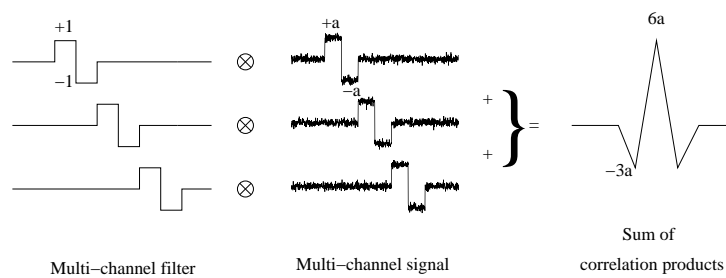 +1
−1
+a
−a
+
+
=
6a
−3a
Multi−channel filter
Multi−channel signal
Sum of
correlation products